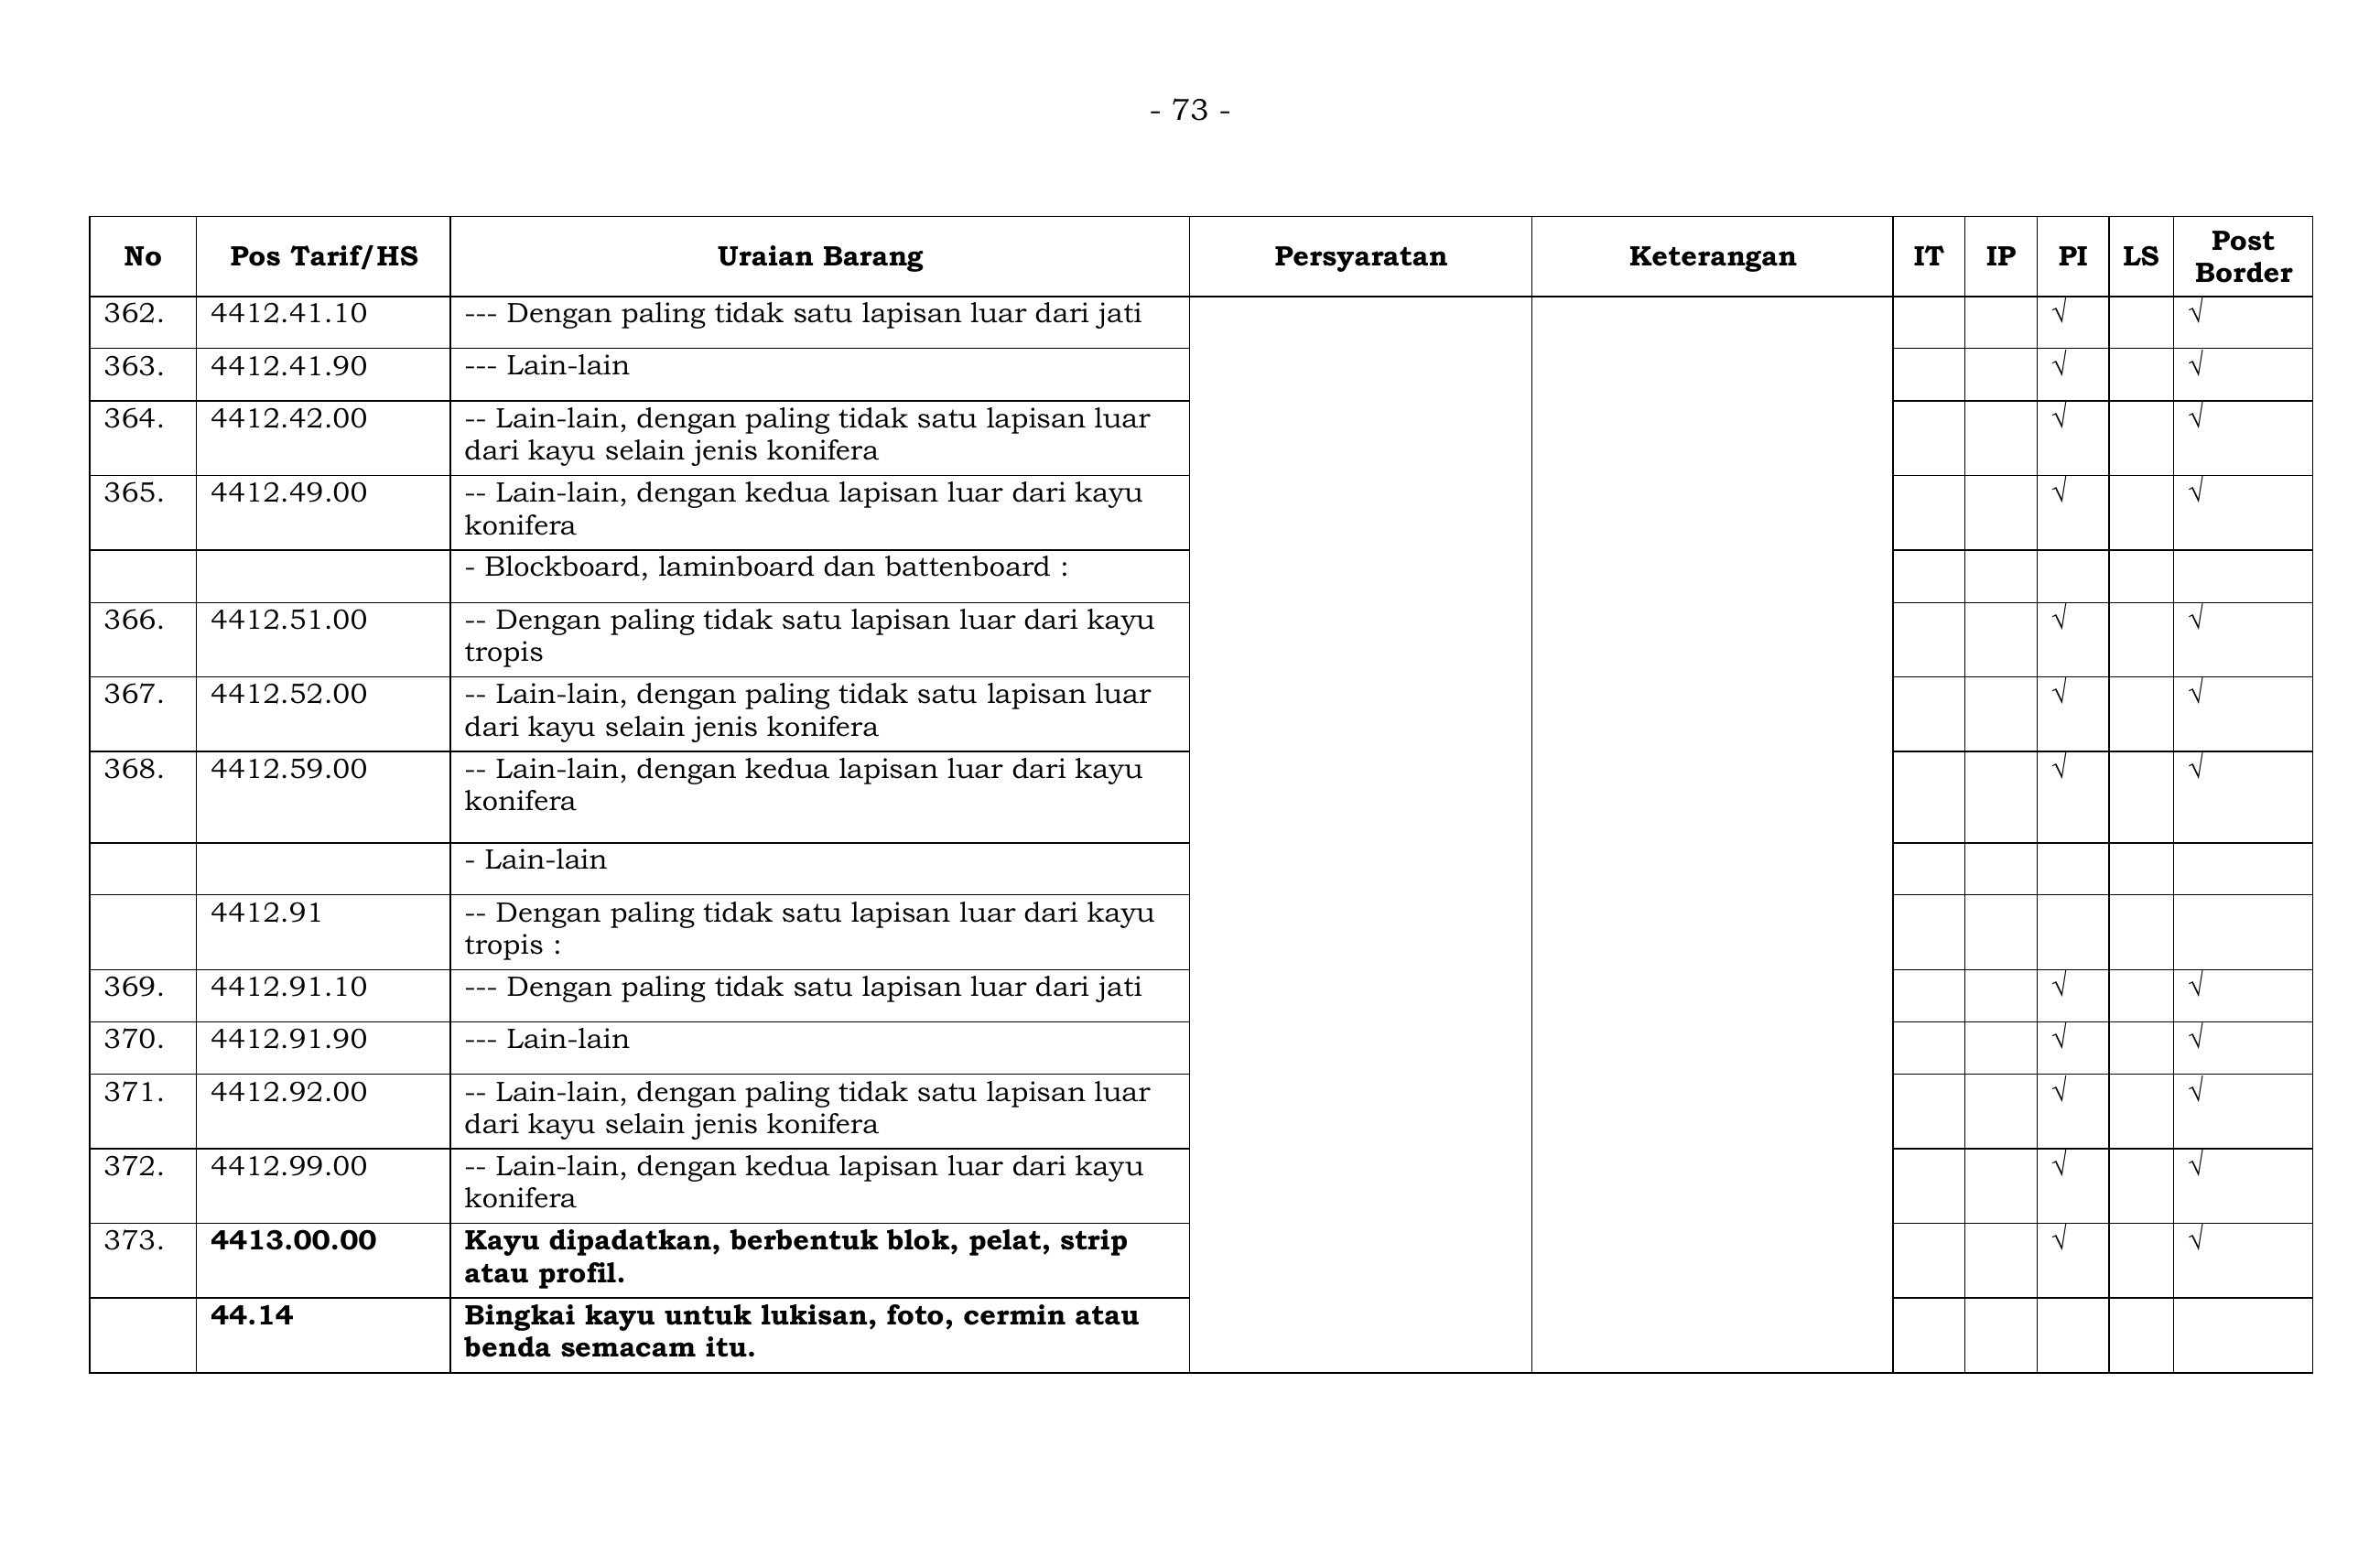 - 73 -
No Pos Tarif/HS Uraian Barang Persyaratan Keterangan IT IP PI LS Post Border
362. 4412.41.10 --- Dengan paling tidak satu lapisan luar dari jati √ √
363. 4412.41.90 --- Lain-lain √ √
364. 4412.42.00 -- Lain-lain, dengan paling tidak satu lapisan luar √ √
dari kayu selain jenis konifera
365. 4412.49.00 -- Lain-lain, dengan kedua lapisan luar dari kayu √ √
konifera
- Blockboard, laminboard dan battenboard :
366. 4412.51.00 -- Dengan paling tidak satu lapisan luar dari kayu √ √
tropis
367. 4412.52.00 -- Lain-lain, dengan paling tidak satu lapisan luar √ √
dari kayu selain jenis konifera
368. 4412.59.00 -- Lain-lain, dengan kedua lapisan luar dari kayu √ √
konifera
- Lain-lain
4412.91 -- Dengan paling tidak satu lapisan luar dari kayu
tropis :
369. 4412.91.10 --- Dengan paling tidak satu lapisan luar dari jati √ √
370. 4412.91.90 --- Lain-lain √ √
371. 4412.92.00 -- Lain-lain, dengan paling tidak satu lapisan luar √ √
dari kayu selain jenis konifera
372. 4412.99.00 -- Lain-lain, dengan kedua lapisan luar dari kayu √ √
konifera
373. 4413.00.00 Kayu dipadatkan, berbentuk blok, pelat, strip √ √
atau profil.
44.14 Bingkai kayu untuk lukisan, foto, cermin atau
benda semacam itu.